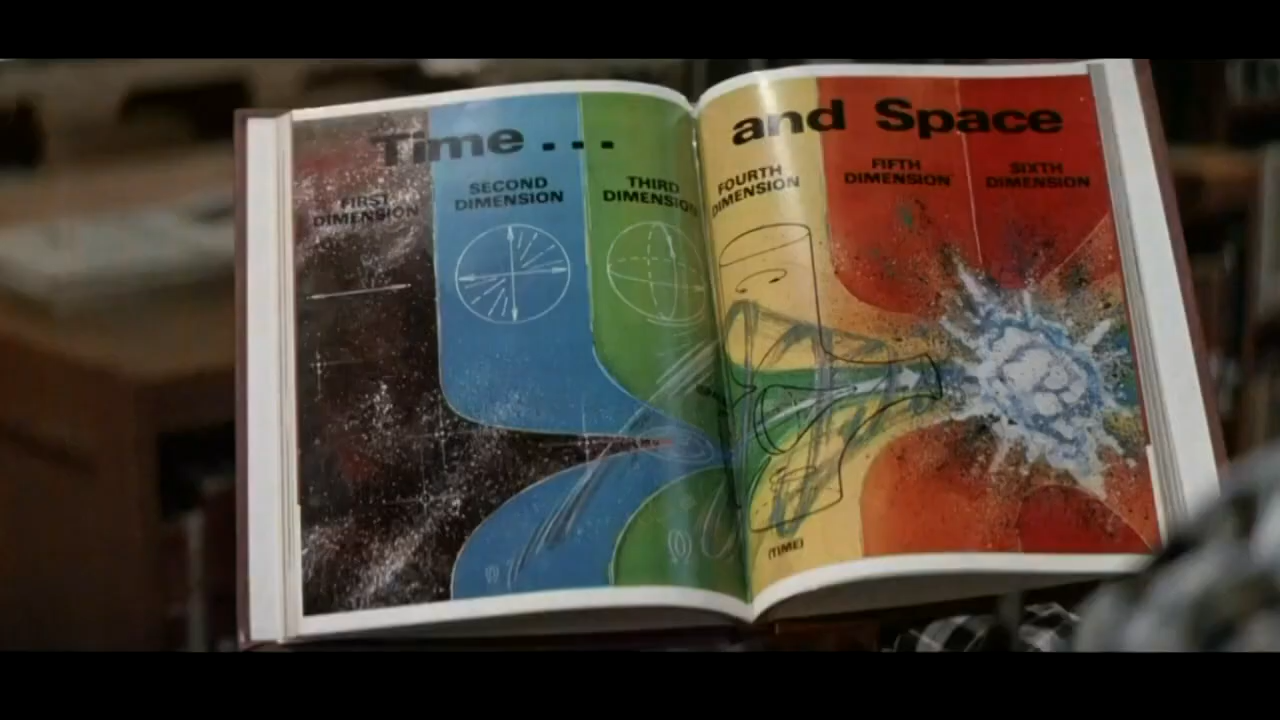 Time... and Space
FIRST
DIMENSION
SECOND
DIMENSION
THIRD
DIMENSION
FOURTH
DIMENSION
FIFTH
DIMENSION
SIXTH
DIMENSION
(TIME)